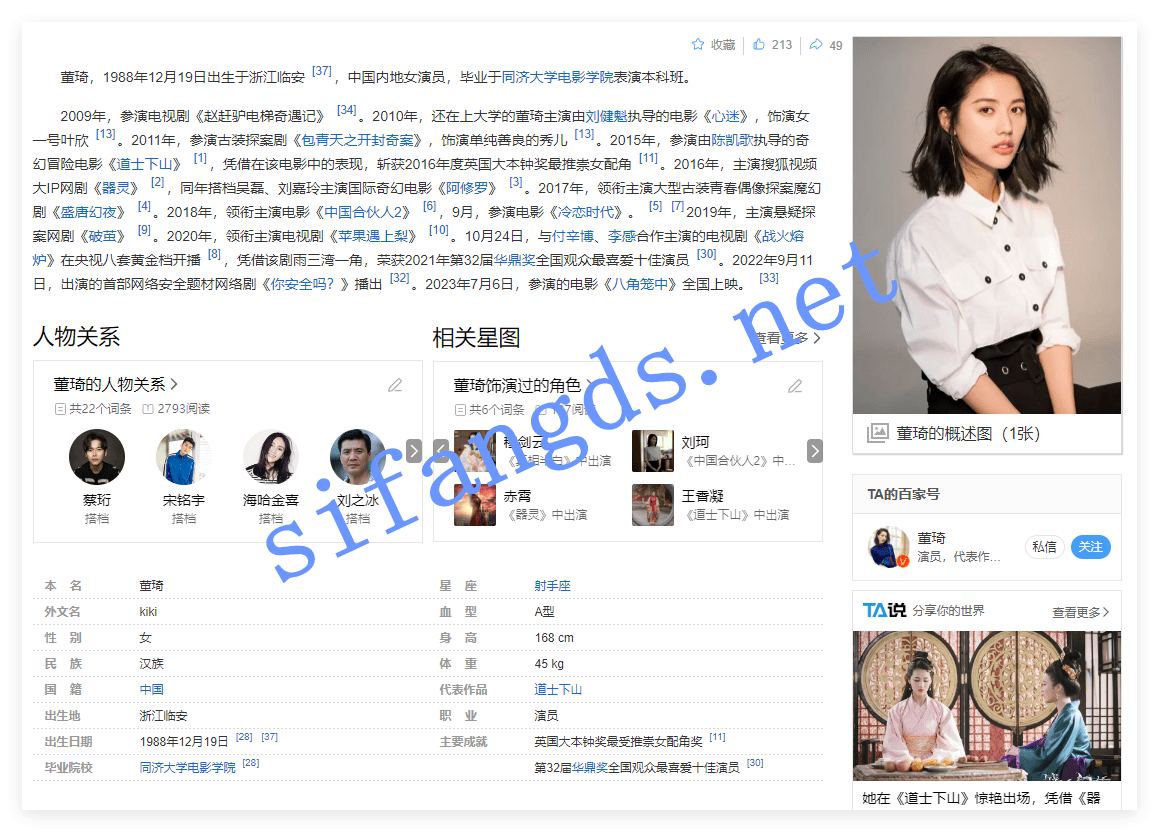 收藏 213 49
董琦，1988年12月19日出生于浙江临安 [37] ，中国内地女演员，毕业于同济大学电影学院表演本科班。
2009年，参演电视剧《赵赶驴电梯奇遇记》 [34] 。2010年，还在上大学的董琦主演由刘健魁执导的电影《心迷》，饰演女
一号叶欣 [13] 。2011年，参演古装探案剧《包青天之开封奇案》，饰演单纯善良的秀儿 [13] 。2015年，参演由陈凯歌执导的奇
幻冒险电影《道士下山》 [1] ，凭借在该电影中的表现，斩获2016年度英国大本钟奖最推崇女配角 [11] 。2016年，主演搜狐视频
大IP网剧《器灵》 [2] ，同年搭档吴磊、刘嘉玲主演国际奇幻电影《阿修罗》 [3] 。2017年，领衔主演大型古装青春偶像探案魔幻
剧《盛唐幻夜》 [4] 。2018年，领衔主演电影《中国合伙人2》 [6] ，9月，参演电影《冷恋时代》。 [5] [7] 2019年，主演悬疑探
案网剧《破茧》 [9] 。2020年，领衔主演电视剧《苹果遇上梨》 [10] 。10月24日，与付辛博、李感合作主演的电视剧《战火熔
炉》在央视八套黄金档开播 [8] ，凭借该剧雨三湾一角，荣获2021年第32届华鼎奖全国观众最喜爱十佳演员 [30] 。2022年9月11
日，出演的首部网络安全题材网络剧《你安全吗？》播出 [32] 。2023年7月6日，参演的电影《八角笼中》全国上映。 [33]
人物关系
董琦的人物关系
共22个词条 2793阅读
蔡珩 宋铭宇 海哈金喜 刘之冰
搭档 搭档 搭档 搭档
相关星图 查看更多
董琦饰演过的角色
共6个词条
程剑云 刘珂
中出演 《中国合伙人2》中...
赤霄 王香凝
《器灵》中出演 《道士下山》中出演
sifangds.net
本 名 董琦
外文名 kiki
性 别 女
民 族 汉族
国 籍 中国
出生地 浙江临安
出生日期 1988年12月19日 [28] [37]
毕业院校 同济大学电影学院 [28]
星 座 射手座
血 型 A型
身 高 168 cm
体 重 45 kg
代表作品 道士下山
职 业 演员
主要成就 英国大本钟奖最受推崇女配角奖 [11]
第32届华鼎奖全国观众最喜爱十佳演员 [30]
董琦的概述图（1张）
TA的百家号
董琦
演员，代表作... 私信 关注
TA说 分享你的世界 查看更多
她在《道士下山》惊艳出场，凭借《器